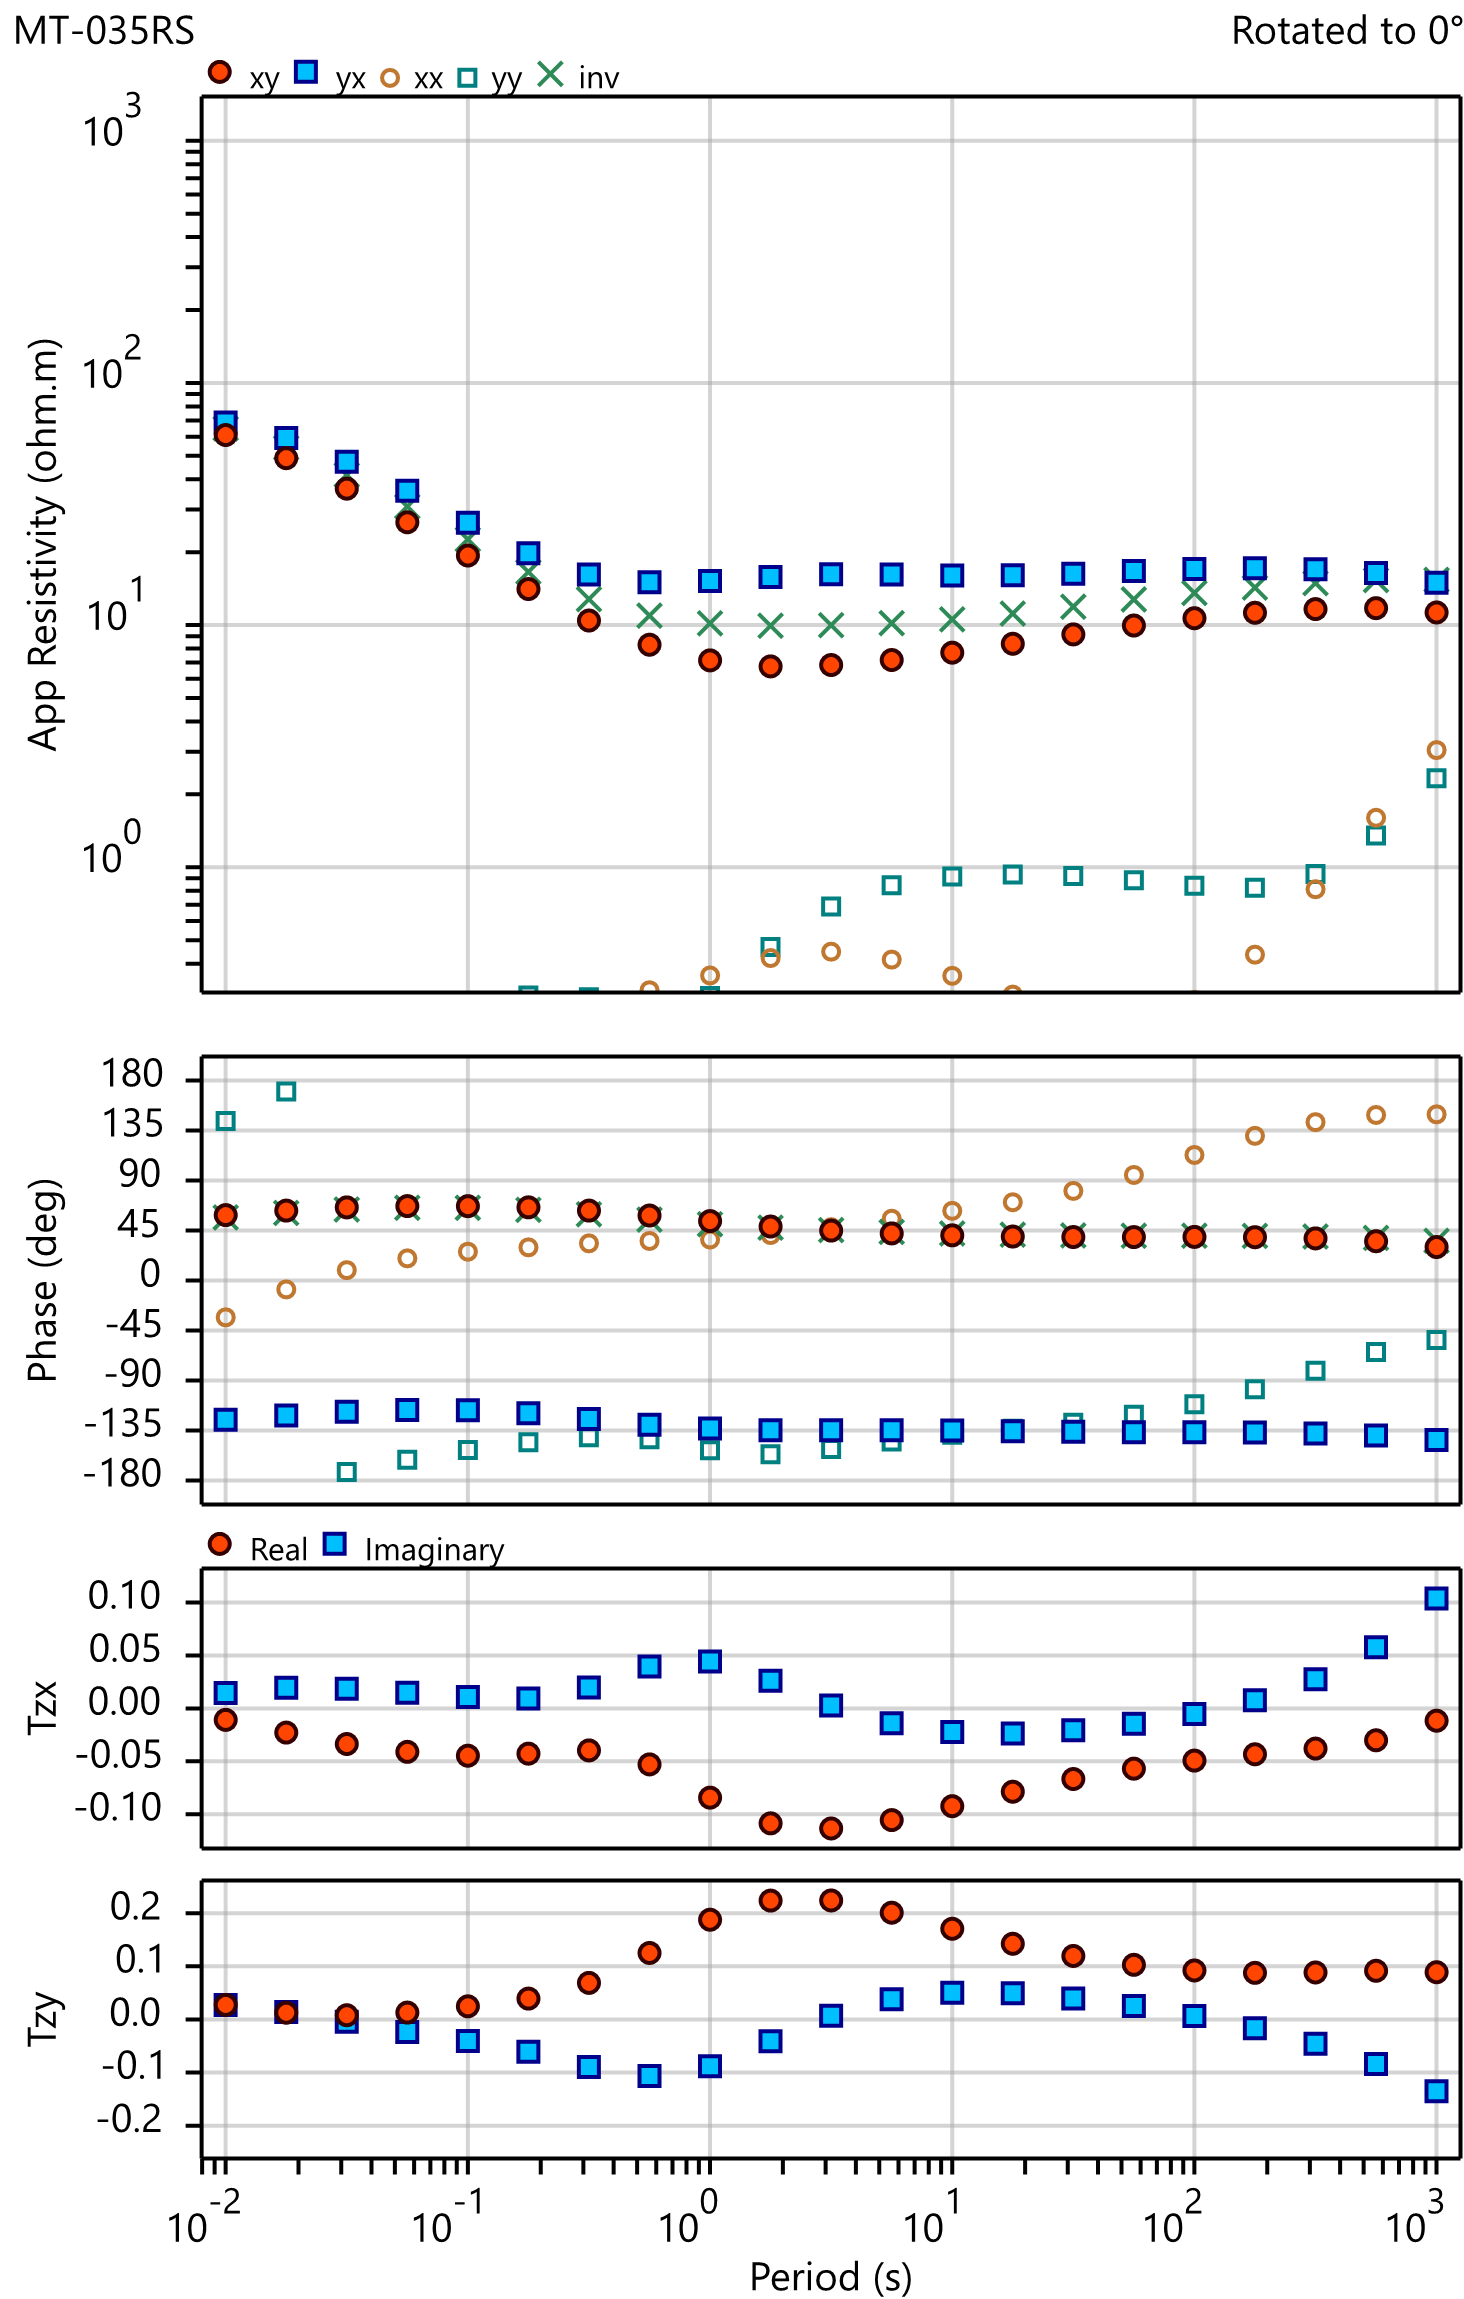 MT-035RS Rotated to 0°
xy yx xx yy inv
10^3
10^2
10^1
10^0
App Resistivity (ohm.m)
180
135
90
45
0
-45
-90
-135
-180
Phase (deg)
Real Imaginary
0.10
0.05
0.00
-0.05
-0.10
Tzx
0.2
0.1
0.0
-0.1
-0.2
Tzy
10^-2 10^-1 10^0 10^1 10^2 10^3
Period (s)